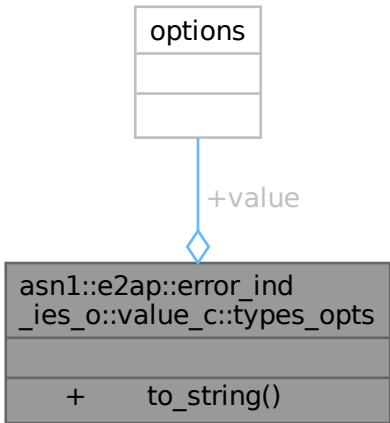 options
+value
asn1::e2ap::error_ind
_ies_o::value_c::types_opts
+ to_string()